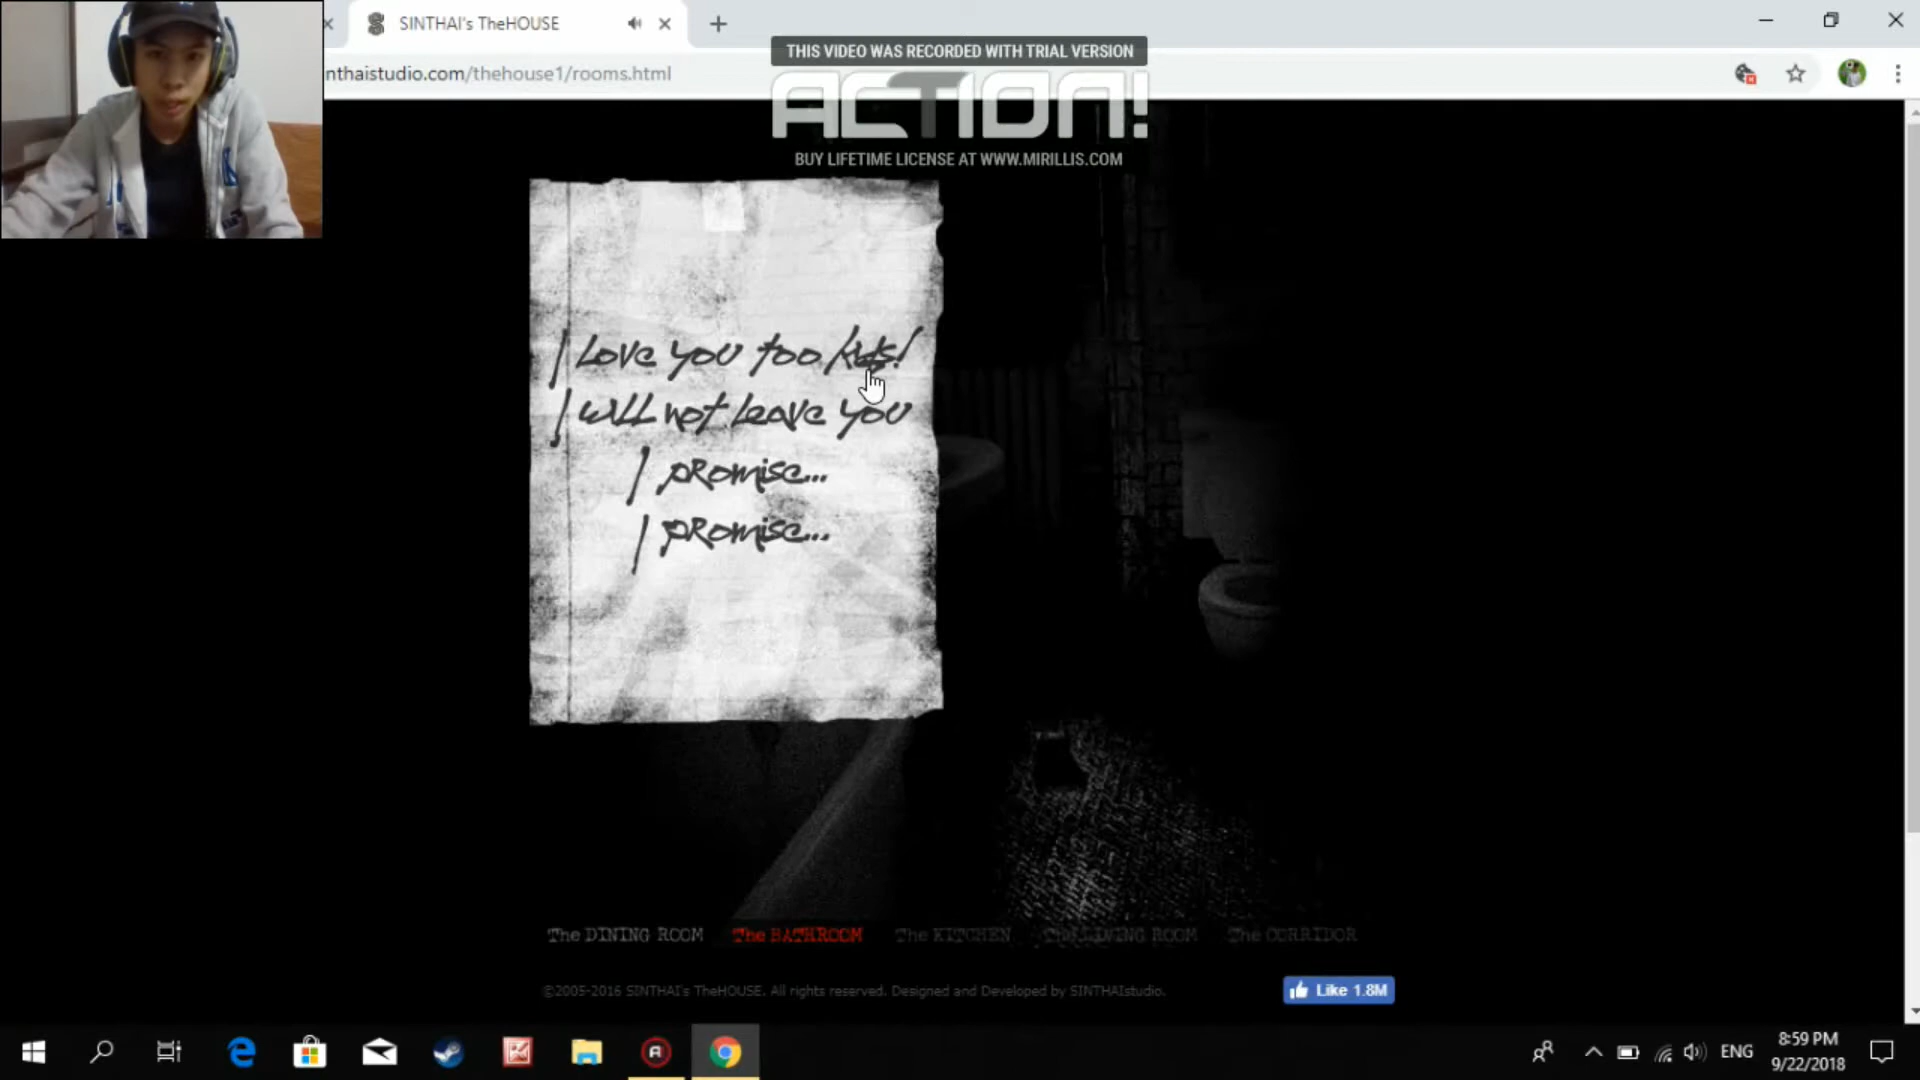 SINTHAI's TheHOUSE
nthaistudio.com/thehouse1/rooms.html
THIS VIDEO WAS RECORDED WITH TRIAL VERSION
ACTION!
BUY LIFETIME LICENSE AT WWW.MIRILLIS.COM
I Love you too kids!
I will not leave you
I promise...
I promise...
The DINING ROOM The BATHROOM The KITCHEN The LIVING ROOM The CORRIDOR
©2005-2016 SINTHAI's TheHOUSE. All rights reserved. Designed and Developed by SINTHAIstudio.
Like 1.8M
ENG
8:59 PM
9/22/2018